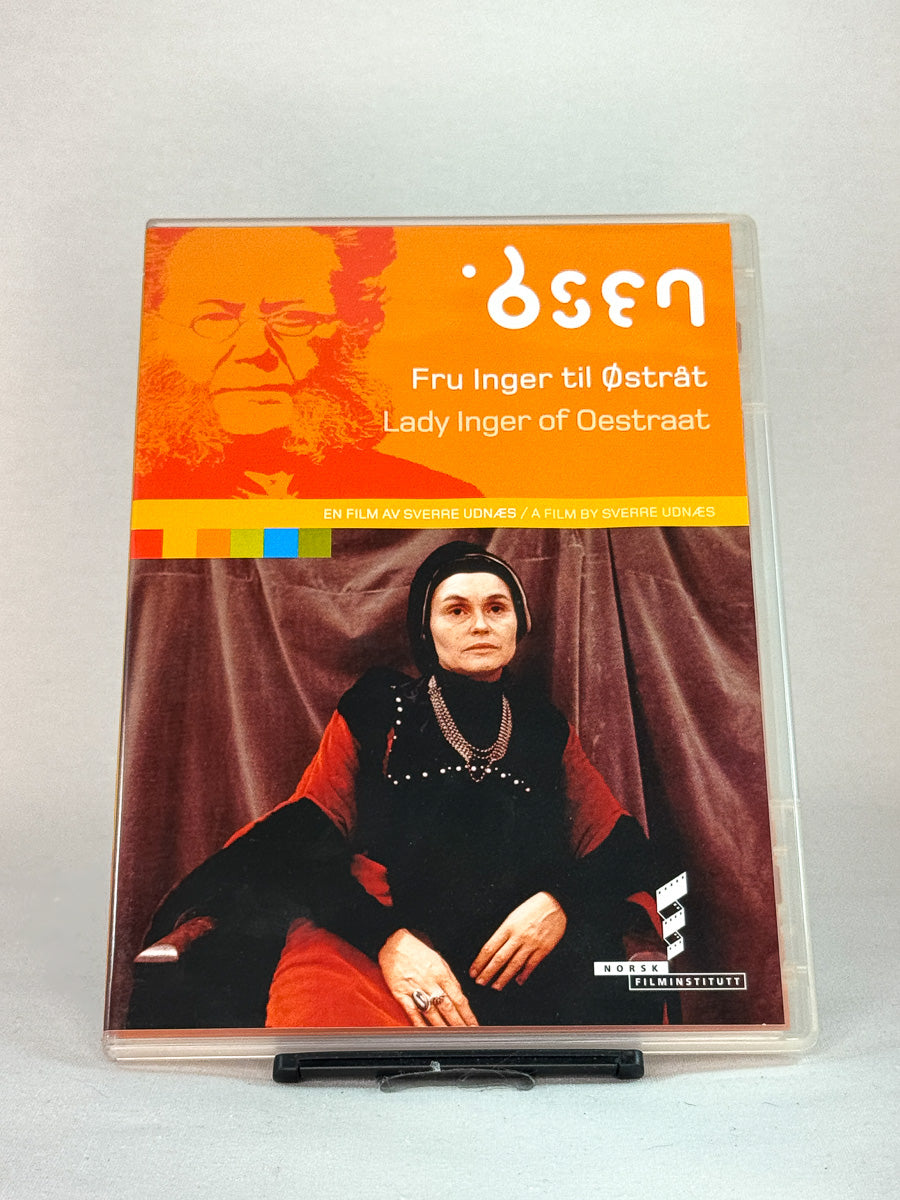 ibsen
Fru Inger til Østråt
Lady Inger of Oestraat
EN FILM AV SVERRE UDNÆS / A FILM BY SVERRE UDNÆS
NORSK
FILMINSTITUTT